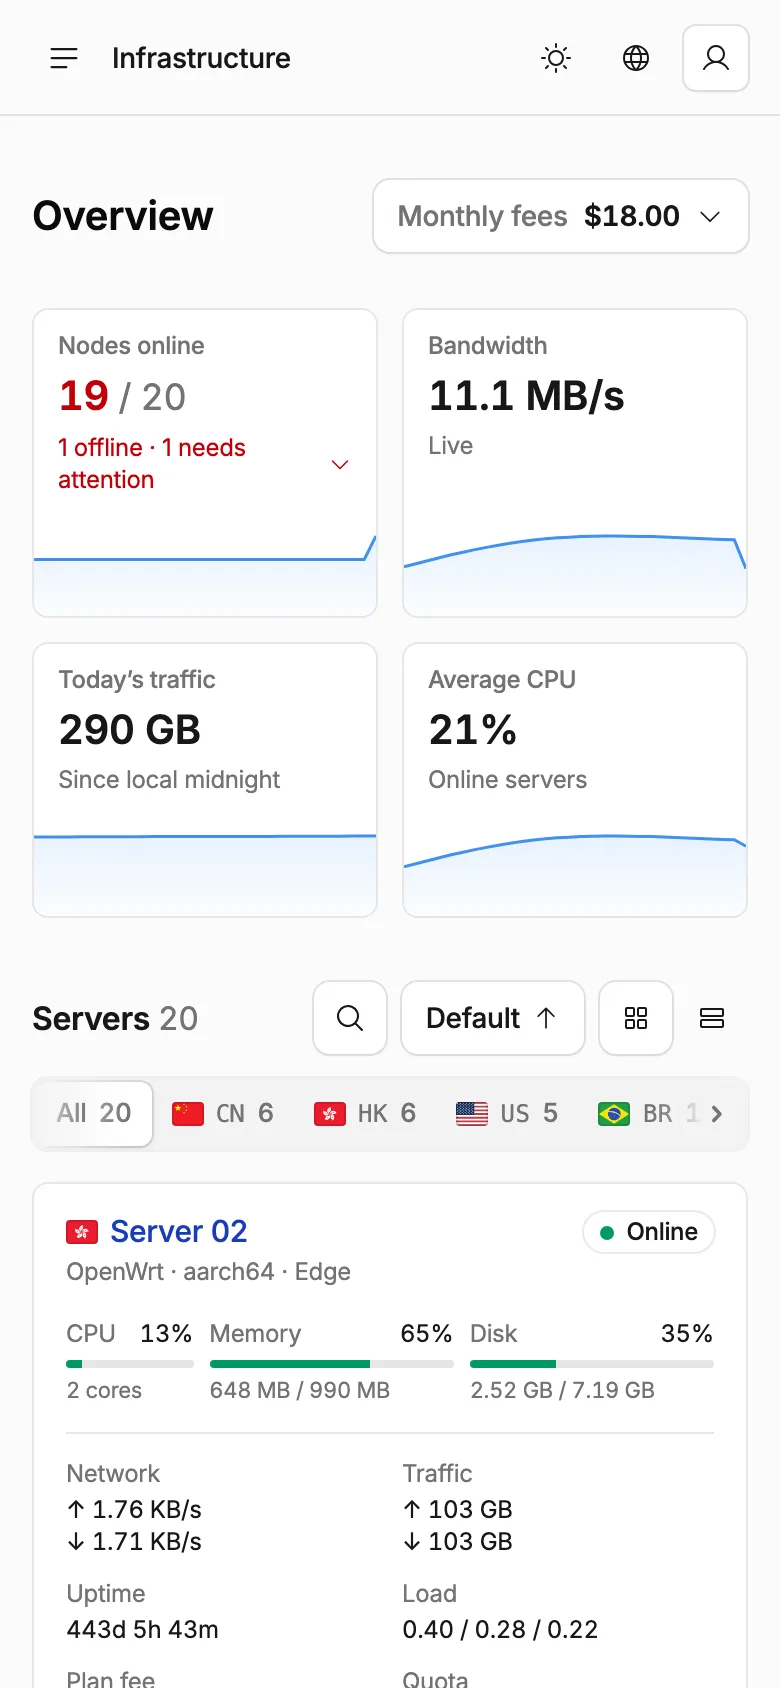 Infrastructure
Overview
Monthly fees $18.00
Nodes online
19 / 20
1 offline · 1 needs
attention
Bandwidth
11.1 MB/s
Live
Today’s traffic
290 GB
Since local midnight
Average CPU
21%
Online servers
Servers 20
Default ↑
All 20 CN 6 HK 6 US 5 BR 1
Server 02
Online
OpenWrt · aarch64 · Edge
CPU 13% Memory 65% Disk 35%
2 cores 648 MB / 990 MB 2.52 GB / 7.19 GB
Network
↑ 1.76 KB/s
↓ 1.71 KB/s
Traffic
↑ 103 GB
↓ 103 GB
Uptime
443d 5h 43m
Load
0.40 / 0.28 / 0.22
Plan fee
Quota